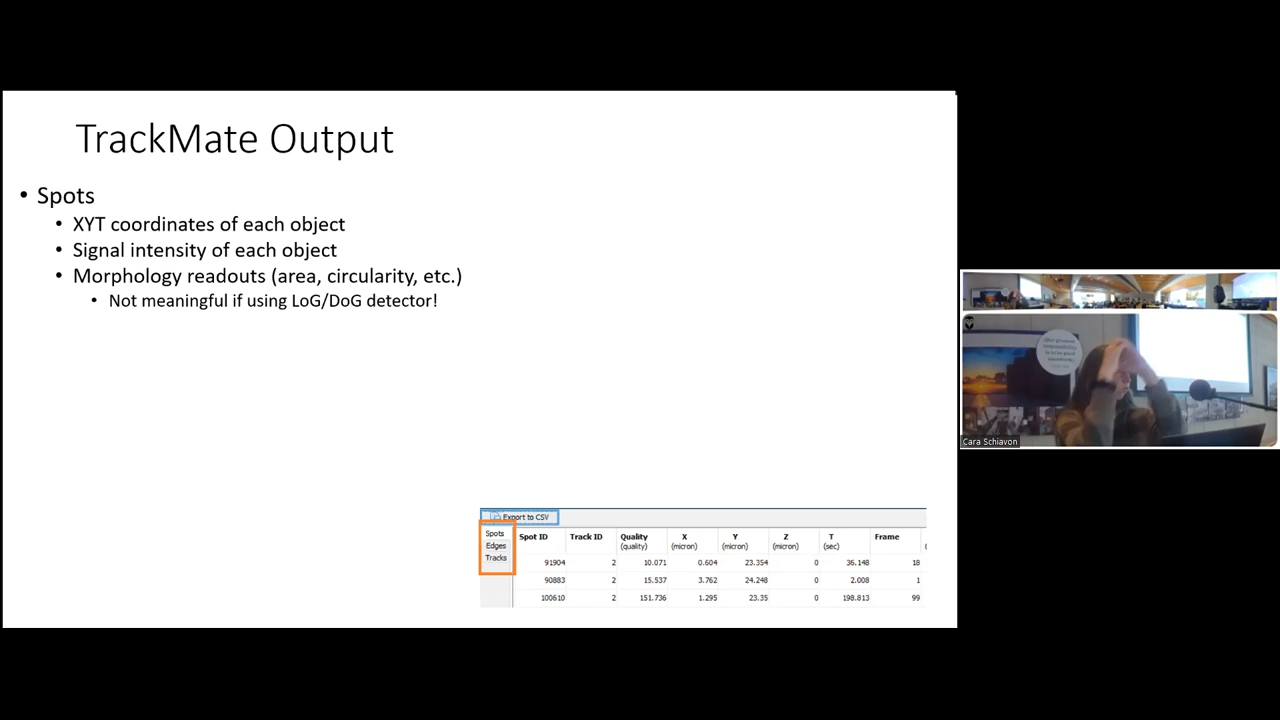 TrackMate Output
• Spots
• XYT coordinates of each object
• Signal intensity of each object
• Morphology readouts (area, circularity, etc.)
• Not meaningful if using LoG/DoG detector!
Export to CSV
Spots
Edges
Tracks
Spot ID Track ID Quality X Y Z T Frame
(quality) (micron) (micron) (micron) (sec)
91904 2 10.071 0.604 23.354 0 36.148 18
90883 2 15.537 3.762 24.248 0 2.008 1
100610 2 151.736 1.295 23.35 0 198.813 99
Cara Schiavon